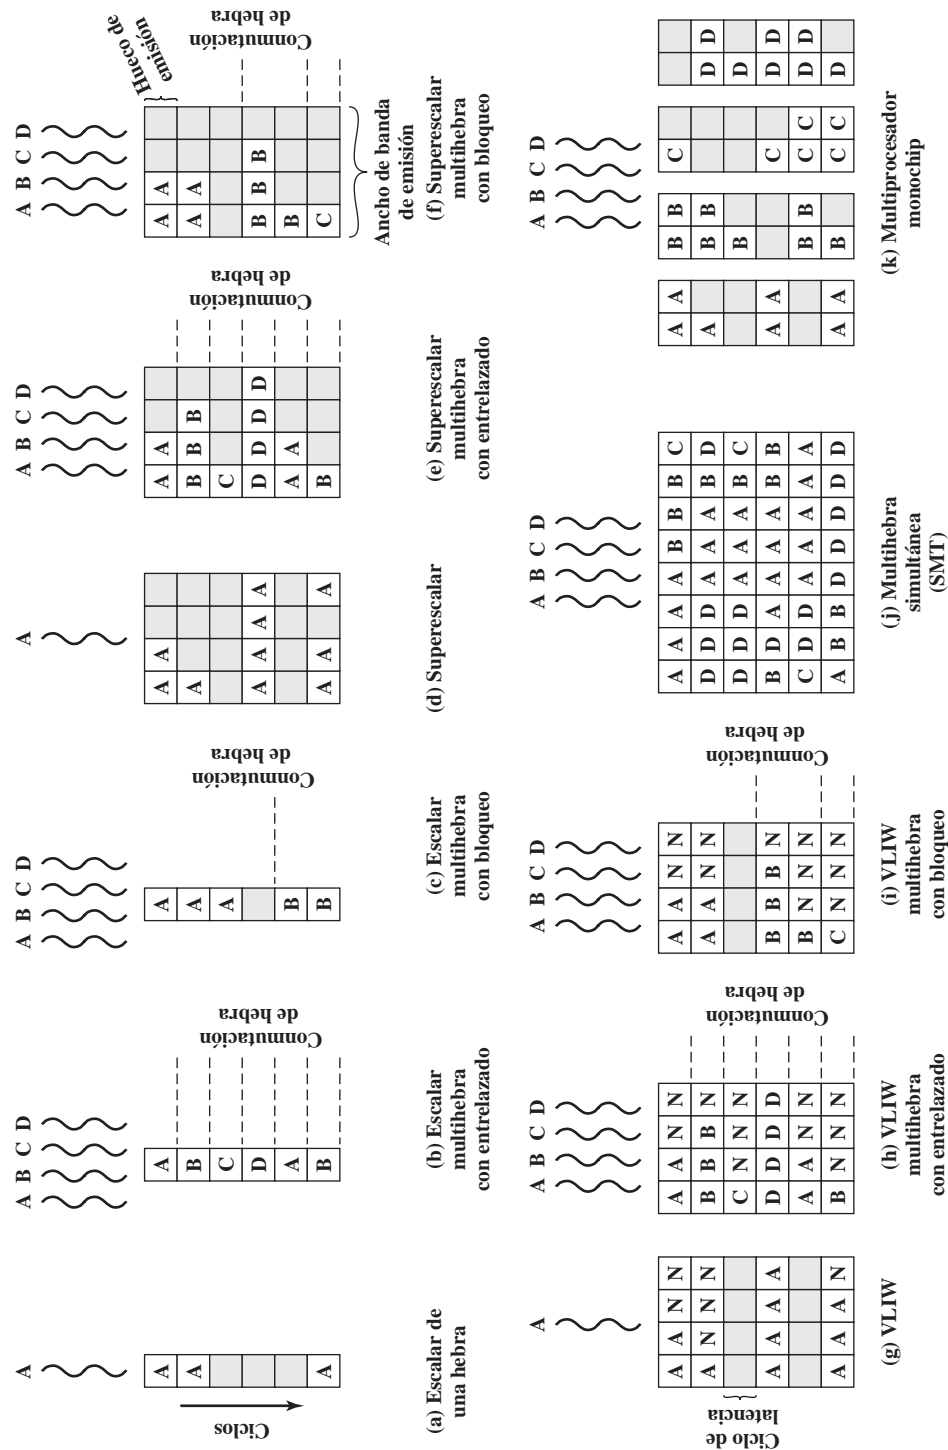 A
Ciclos
A
A
A
(a) Escalar de
una hebra
A B C D
A
B
C
D
A
B
Conmutación
de hebra
(b) Escalar
multihebra
con entrelazado
A B C D
A
A
A
B
B
Conmutación
de hebra
(c) Escalar
multihebra
con bloqueo
A
A A
A
A A A A
A A A
(d) Superescalar
A B C D
A A
B B B
C
D D D D
A A
B
Conmutación
de hebra
(e) Superescalar
multihebra
con entrelazado
A B C D
Hueco de
emisión
A A
A A
B B B
B
C
Conmutación
de hebra
Ancho de banda
de emisión
(f) Superescalar
multihebra
con bloqueo
A
Ciclo de
latencia
A A N N
A N N N
A A A A
A A A N
(g) VLIW
A B C D
A A N N
B B B N
C N N N
D D D D
A A N N
B N N N
Conmutación
de hebra
(h) VLIW
multihebra
con entrelazado
A B C D
A A N N
A A N N
B B B N
B N N N
C N N N
Conmutación
de hebra
(i) VLIW
multihebra
con bloqueo
A B C D
A A A A B B B C
D D D A A A B D
D D D A A A B C
B D A A A A B B
C D D A A A A A
A B B D D D D D
(j) Multihebra
simultánea
(SMT)
A B C D
A A B B C
A B B D D
B D
A A C D D
B B C C D D
A A B C C D
(k) Multiprocesador
monochip